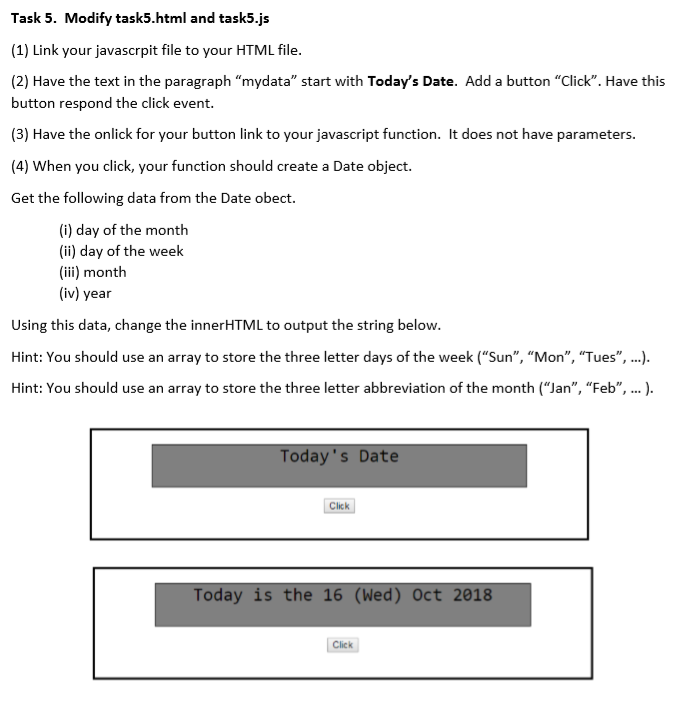 Task 5.  Modify task5.html and task5.js
(1) Link your javascrpit file to your HTML file.
(2) Have the text in the paragraph “mydata” start with Today’s Date.  Add a button “Click”. Have this
button respond the click event.
(3) Have the onlick for your button link to your javascript function.  It does not have parameters.
(4) When you click, your function should create a Date object.
Get the following data from the Date obect.
(i) day of the month
(ii) day of the week
(iii) month
(iv) year
Using this data, change the innerHTML to output the string below.
Hint: You should use an array to store the three letter days of the week (“Sun”, “Mon”, “Tues”, …).
Hint: You should use an array to store the three letter abbreviation of the month (“Jan”, “Feb”, … ).
Today's Date
Click
Today is the 16 (Wed) Oct 2018
Click